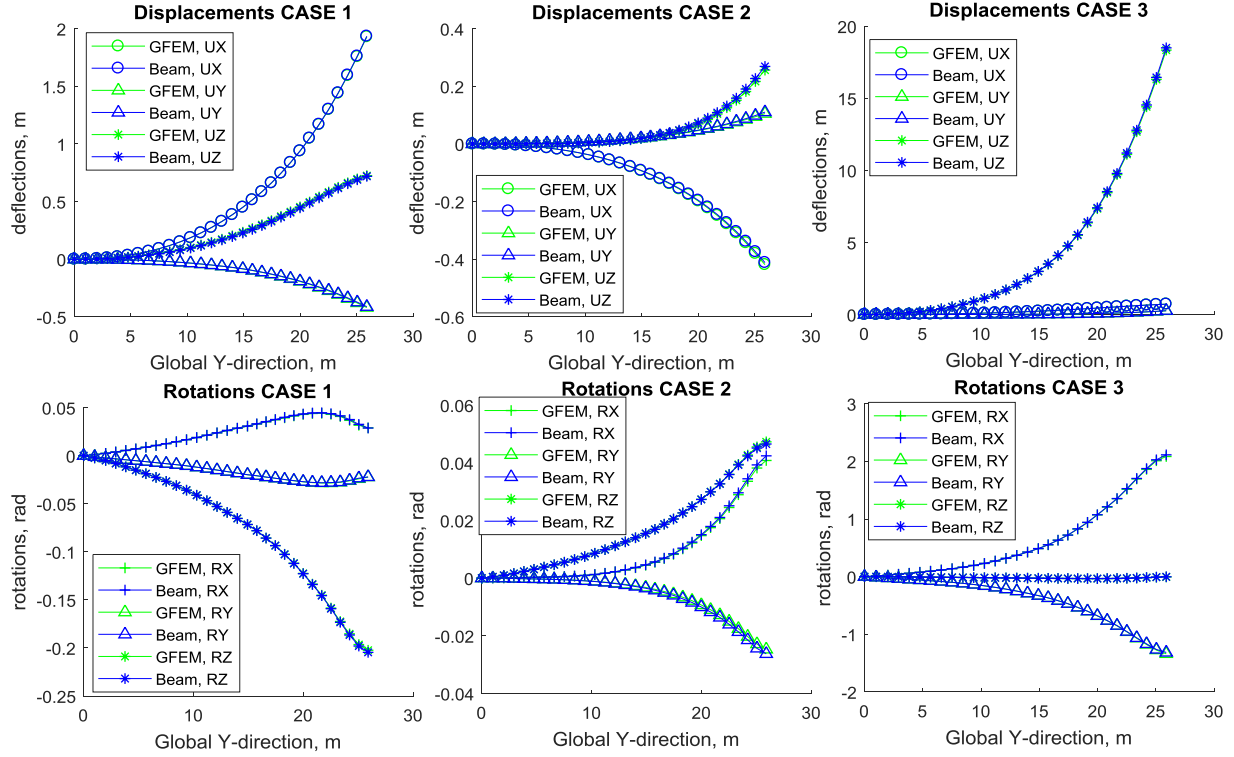 Displacements CASE 1
2
1.5
1
0.5
0
-0.5
deflections, m
GFEM, UX
Beam, UX
GFEM, UY
Beam, UY
GFEM, UZ
Beam, UZ
0 5 10 15 20 25 30
Global Y-direction, m
Displacements CASE 2
0.4
0.2
0
-0.2
-0.4
-0.6
deflections, m
GFEM, UX
Beam, UX
GFEM, UY
Beam, UY
GFEM, UZ
Beam, UZ
0 5 10 15 20 25 30
Global Y-direction, m
Displacements CASE 3
20
15
10
5
0
deflections, m
GFEM, UX
Beam, UX
GFEM, UY
Beam, UY
GFEM, UZ
Beam, UZ
0 5 10 15 20 25 30
Global Y-direction, m
Rotations CASE 1
0.05
0
-0.05
-0.1
-0.15
-0.2
-0.25
rotations, rad
GFEM, RX
Beam, RX
GFEM, RY
Beam, RY
GFEM, RZ
Beam, RZ
0 5 10 15 20 25 30
Global Y-direction, m
Rotations CASE 2
0.06
0.04
0.02
0
-0.02
-0.04
rotations, rad
GFEM, RX
Beam, RX
GFEM, RY
Beam, RY
GFEM, RZ
Beam, RZ
0 10 20 30
Global Y-direction, m
Rotations CASE 3
3
2
1
0
-1
-2
rotations, rad
GFEM, RX
Beam, RX
GFEM, RY
Beam, RY
GFEM, RZ
Beam, RZ
0 5 10 15 20 25 30
Global Y-direction, m